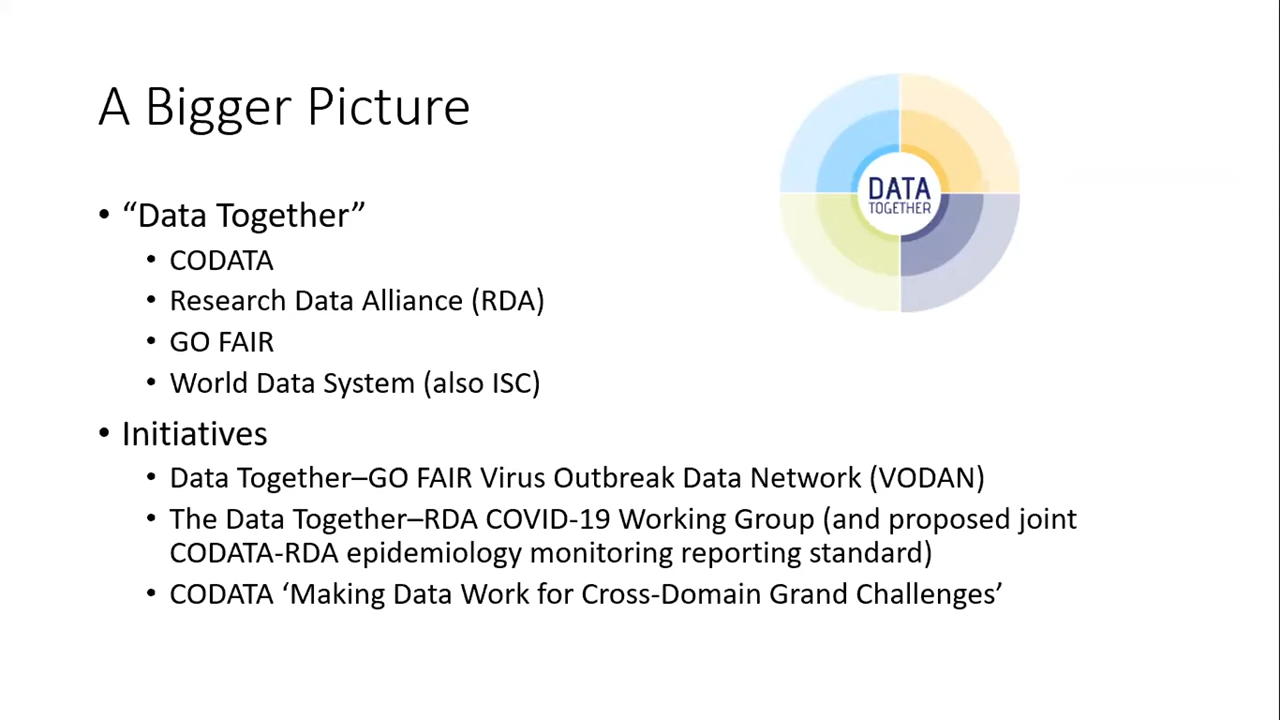 A Bigger Picture
DATA
TOGETHER
• “Data Together”
• CODATA
• Research Data Alliance (RDA)
• GO FAIR
• World Data System (also ISC)
• Initiatives
• Data Together–GO FAIR Virus Outbreak Data Network (VODAN)
• The Data Together–RDA COVID-19 Working Group (and proposed joint
CODATA-RDA epidemiology monitoring reporting standard)
• CODATA ‘Making Data Work for Cross-Domain Grand Challenges’